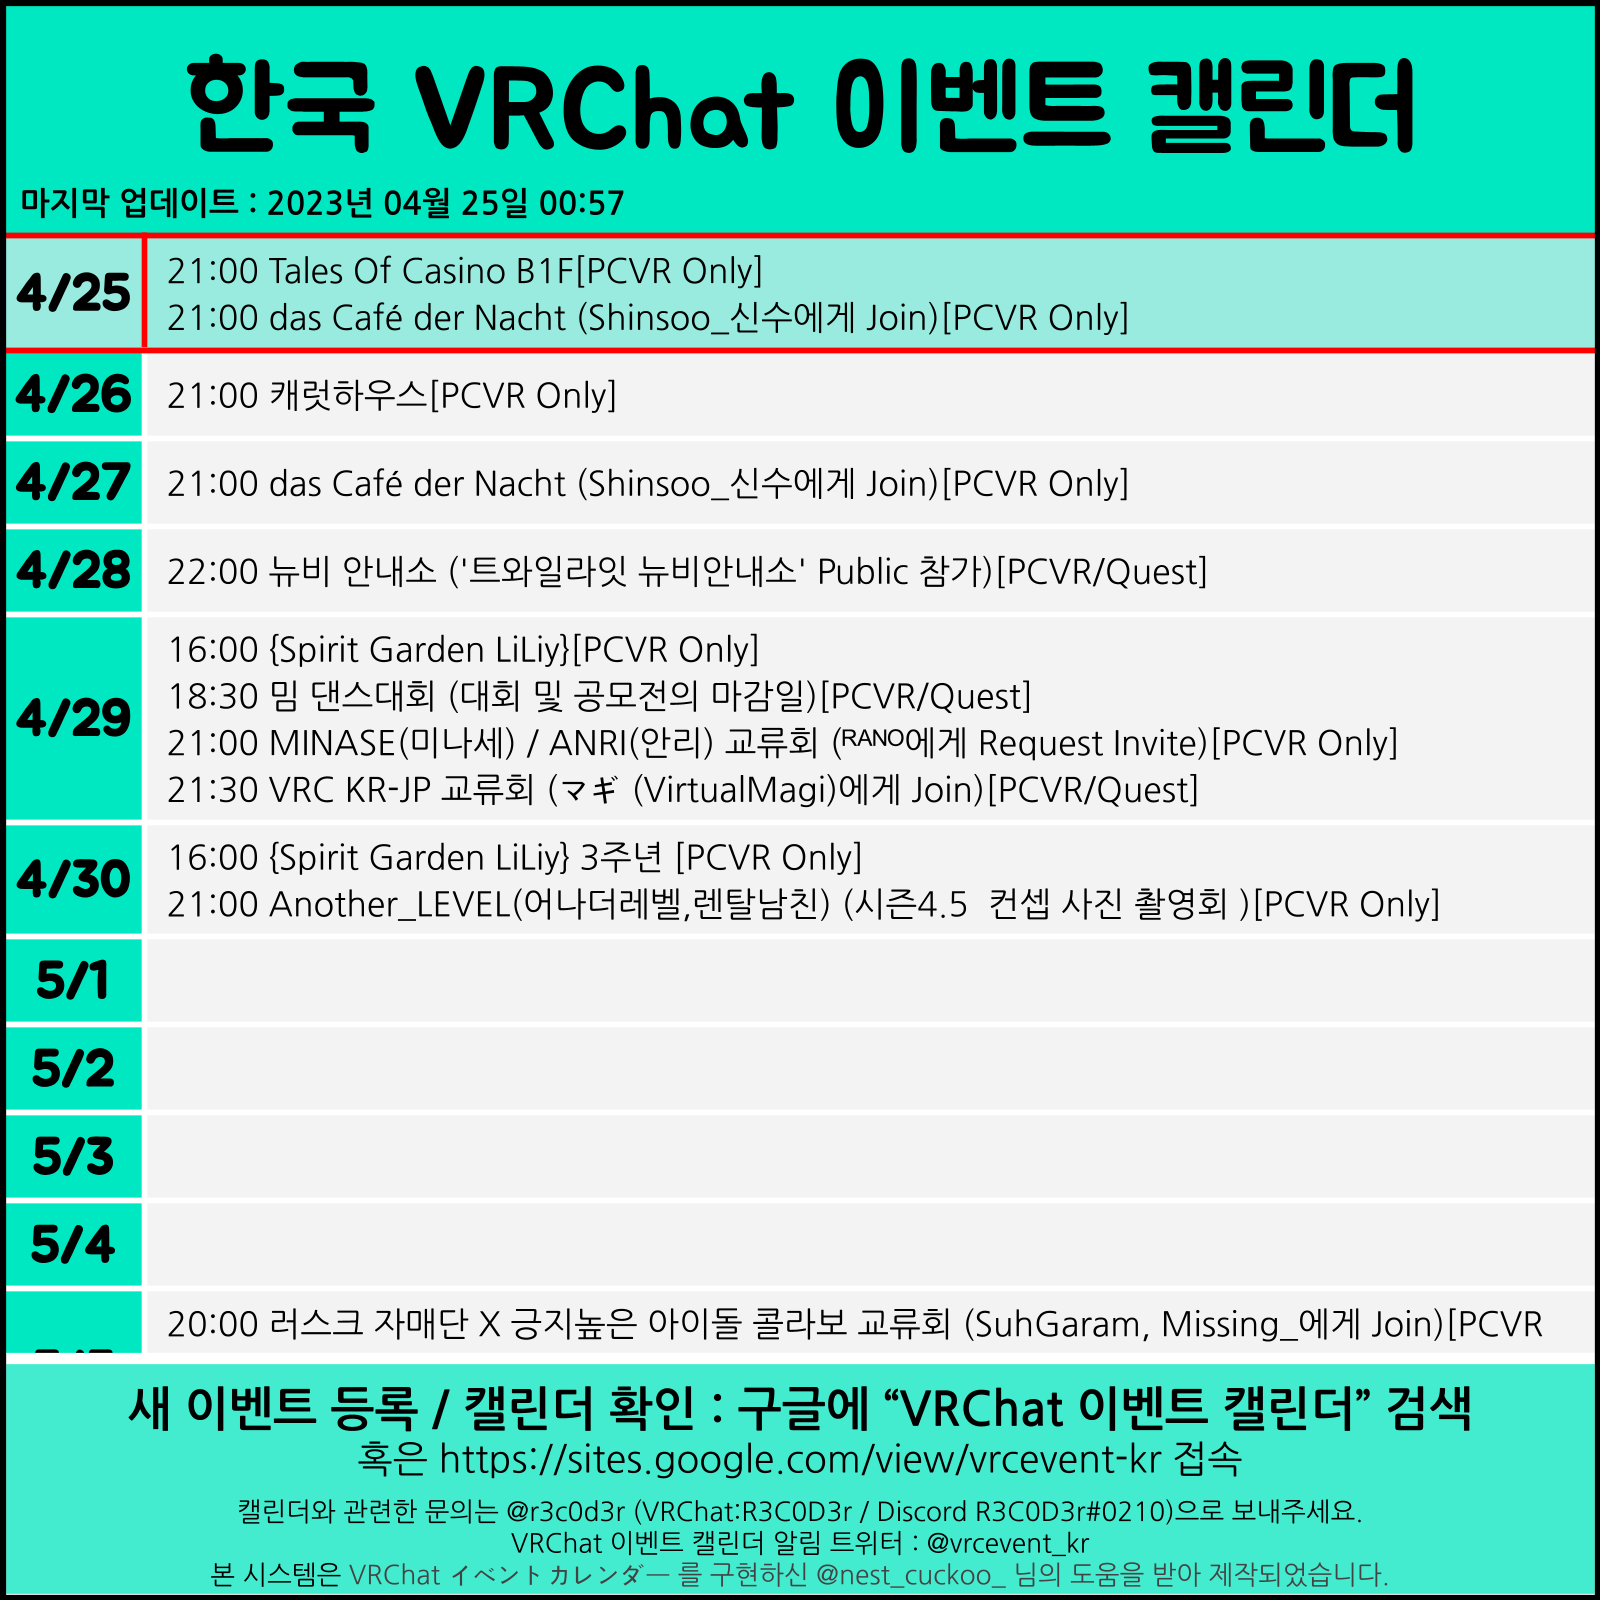 한국 VRChat 이벤트 캘린더
마지막 업데이트 : 2023년 04월 25일 00:57
4/25
21:00 Tales Of Casino B1F[PCVR Only]
21:00 das Café der Nacht (Shinsoo_신수에게 Join)[PCVR Only]
4/26
21:00 캐럿하우스[PCVR Only]
4/27
21:00 das Café der Nacht (Shinsoo_신수에게 Join)[PCVR Only]
4/28
22:00 뉴비 안내소 ('트와일라잇 뉴비안내소' Public 참가)[PCVR/Quest]
4/29
16:00 {Spirit Garden LiLiy}[PCVR Only]
18:30 밈 댄스대회 (대회 및 공모전의 마감일)[PCVR/Quest]
21:00 MINASE(미나세) / ANRI(안리) 교류회 (ᴿᴬᴺᴼ에게 Request Invite)[PCVR Only]
21:30 VRC KR-JP 교류회 (マギ (VirtualMagi)에게 Join)[PCVR/Quest]
4/30
16:00 {Spirit Garden LiLiy} 3주년 [PCVR Only]
21:00 Another_LEVEL(어나더레벨,렌탈남친) (시즌4.5  컨셉 사진 촬영회 )[PCVR Only]
5/1
5/2
5/3
5/4
20:00 러스크 자매단 X 긍지높은 아이돌 콜라보 교류회 (SuhGaram, Missing_에게 Join)[PCVR
새 이벤트 등록 / 캘린더 확인 : 구글에 “VRChat 이벤트 캘린더” 검색
혹은 https://sites.google.com/view/vrcevent-kr 접속
캘린더와 관련한 문의는 @r3c0d3r (VRChat:R3C0D3r / Discord R3C0D3r#0210)으로 보내주세요.
VRChat 이벤트 캘린더 알림 트위터 : @vrcevent_kr
본 시스템은 VRChat イベントカレンダー 를 구현하신 @nest_cuckoo_ 님의 도움을 받아 제작되었습니다.